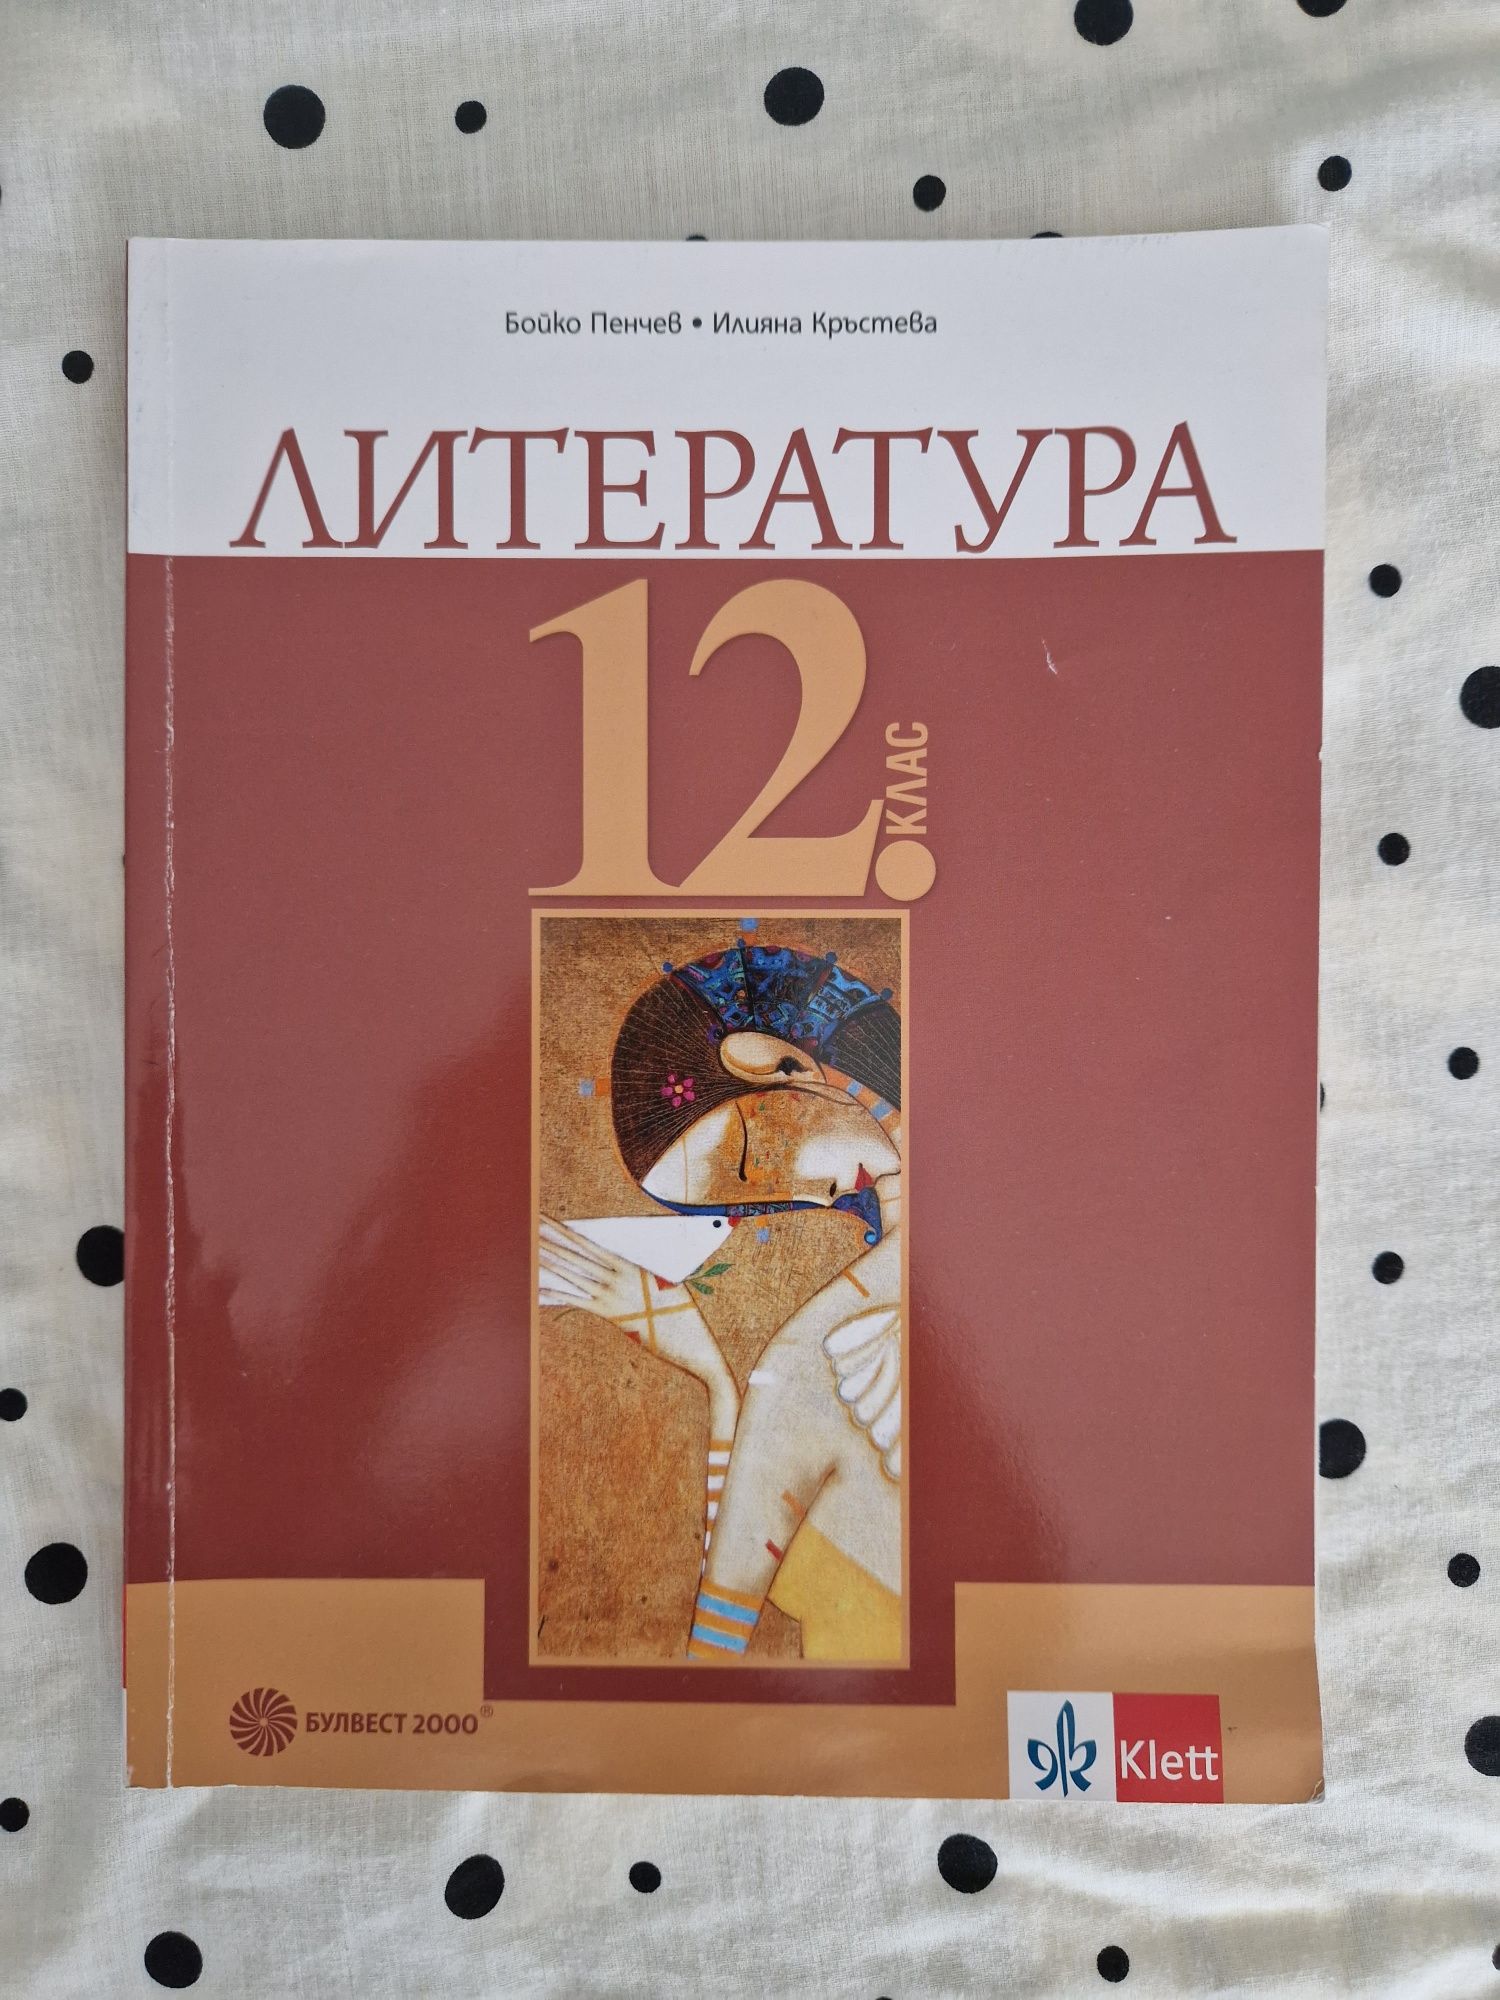 Бойко Пенчев • Илияна Кръстева
ЛИТЕРАТУРА
12.
КЛАС
БУЛВЕСТ 2000®
Klett